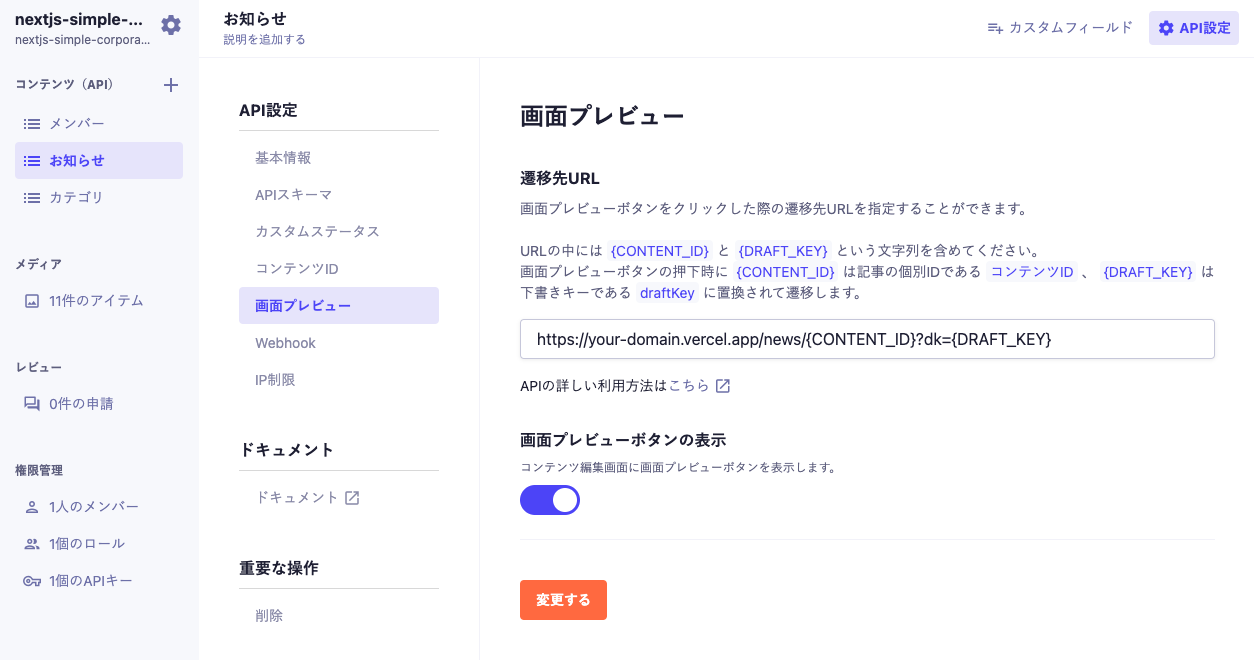 nextjs-simple-...
nextjs-simple-corpora...
コンテンツ（API）
メンバー
お知らせ
カテゴリ
メディア
11件のアイテム
レビュー
0件の申請
権限管理
1人のメンバー
1個のロール
1個のAPIキー
お知らせ
説明を追加する
カスタムフィールド
API設定
API設定
基本情報
APIスキーマ
カスタムステータス
コンテンツID
画面プレビュー
Webhook
IP制限
ドキュメント
ドキュメント
重要な操作
削除
画面プレビュー
遷移先URL
画面プレビューボタンをクリックした際の遷移先URLを指定することができます。
URLの中には {CONTENT_ID} と {DRAFT_KEY} という文字列を含めてください。
画面プレビューボタンの押下時に {CONTENT_ID} は記事の個別IDである コンテンツID 、 {DRAFT_KEY} は
下書きキーである draftKey に置換されて遷移します。
https://your-domain.vercel.app/news/{CONTENT_ID}?dk={DRAFT_KEY}
APIの詳しい利用方法はこちら
画面プレビューボタンの表示
コンテンツ編集画面に画面プレビューボタンを表示します。
変更する